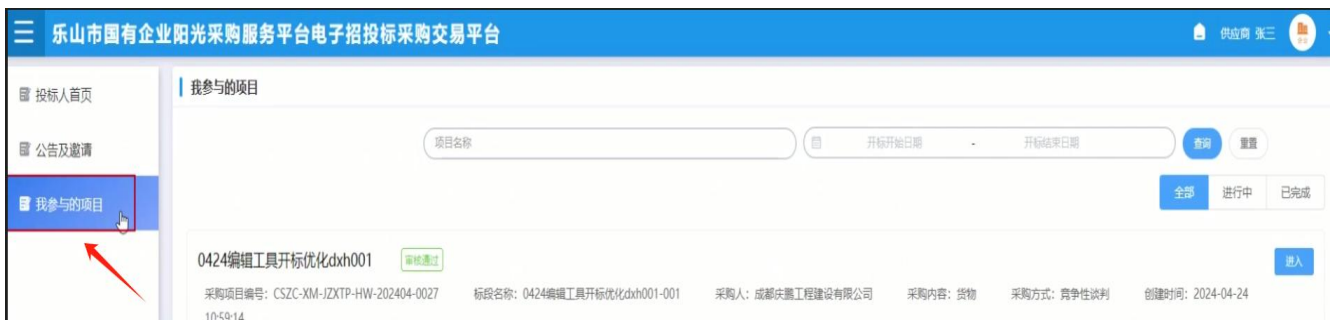 乐山市国有企业阳光采购服务平台电子招投标采购交易平台
供应商 张三
投标人首页
我参与的项目
公告及邀请
项目名称
开标开始日期 - 开标结束日期
查询
重置
全部
进行中
已完成
我参与的项目
0424编辑工具开标优化dxh001
审核通过
进入
采购项目编号：CSZC-XM-JZXTP-HW-202404-0027 标段名称：0424编辑工具开标优化dxh001-001 采购人：成都庆鹏工程建设有限公司 采购内容：货物 采购方式：竞争性谈判 创建时间：2024-04-24
10:59:14